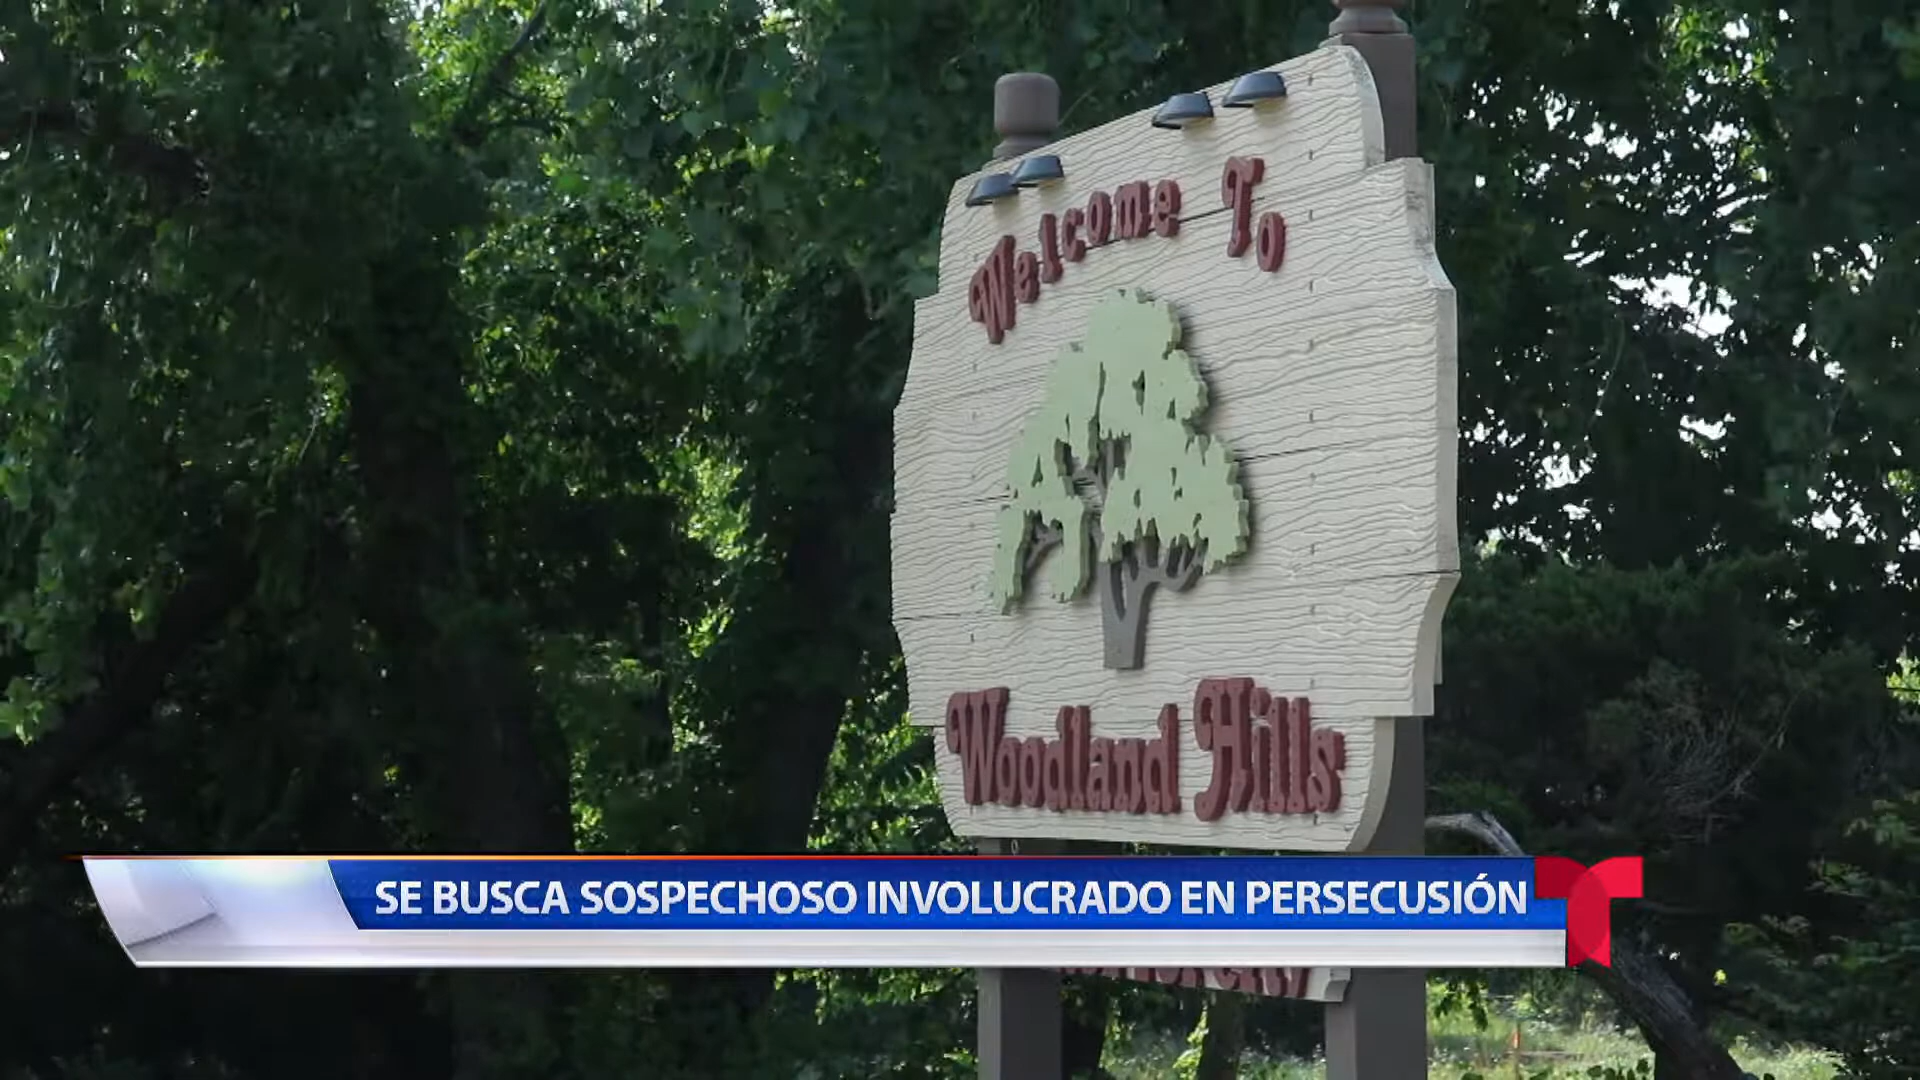 Welcome To
Woodland Hills
SE BUSCA SOSPECHOSO INVOLUCRADO EN PERSECUSIÓN